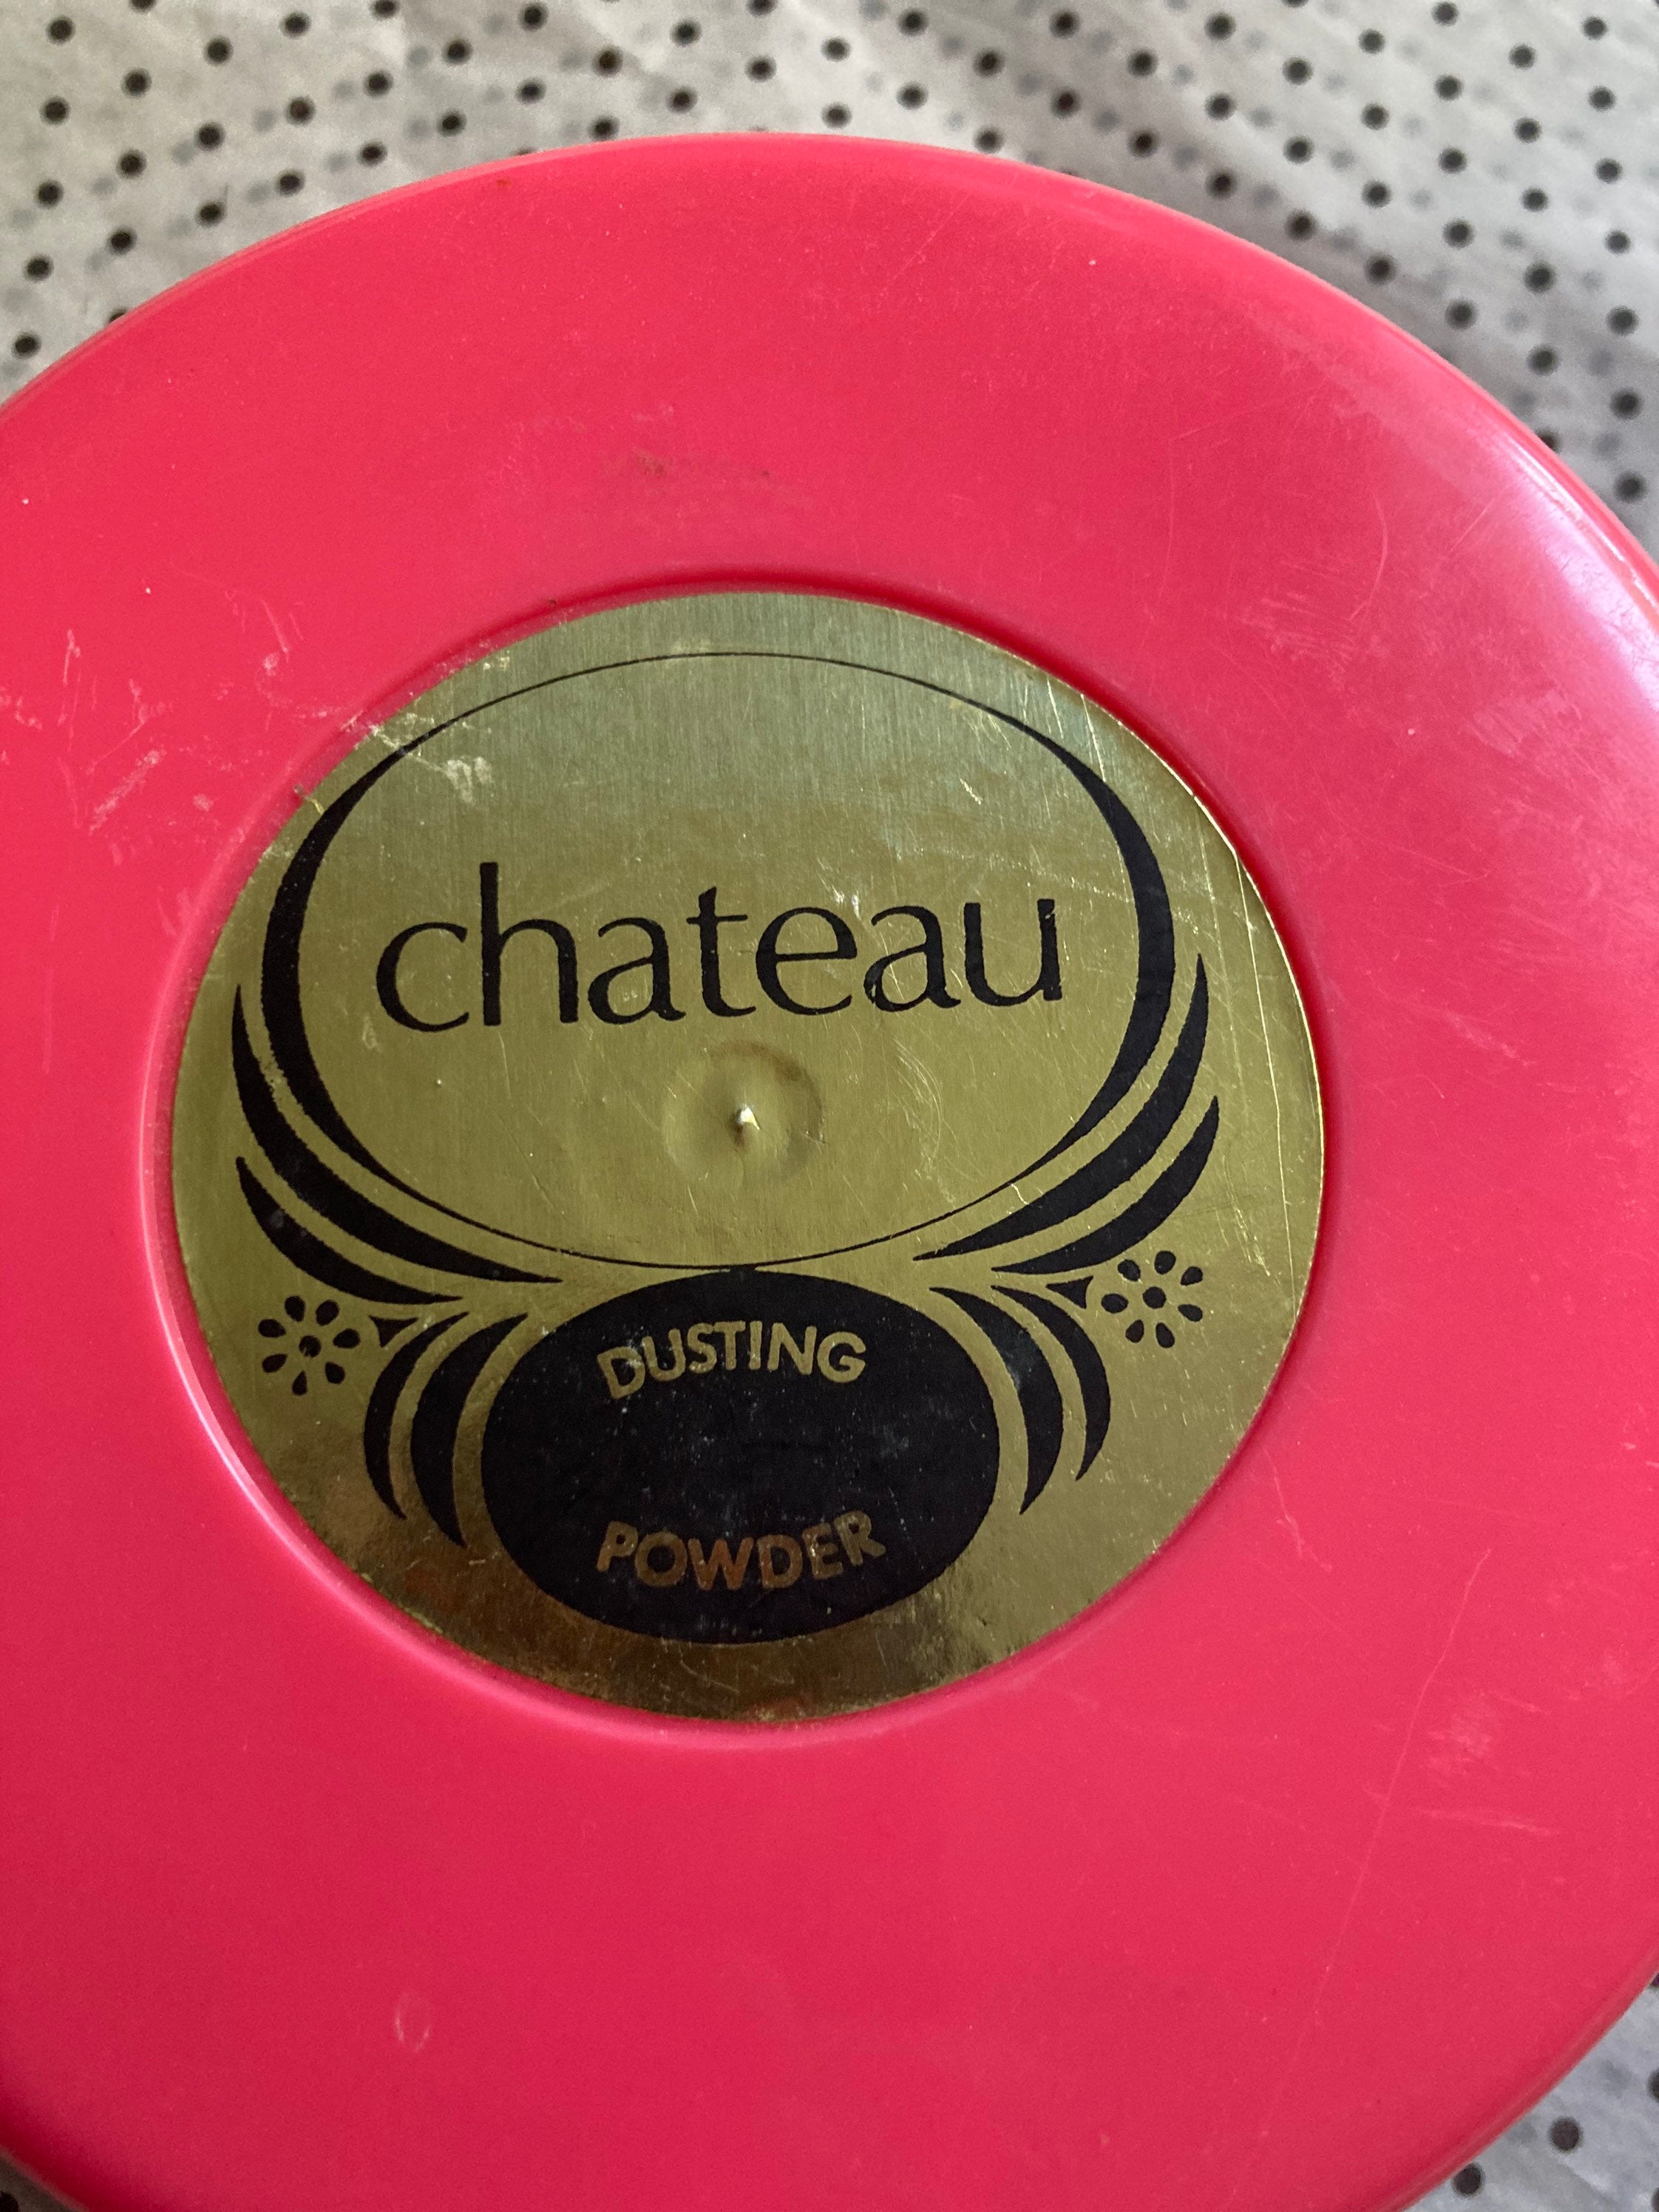 chateau
DUSTING
POWDER